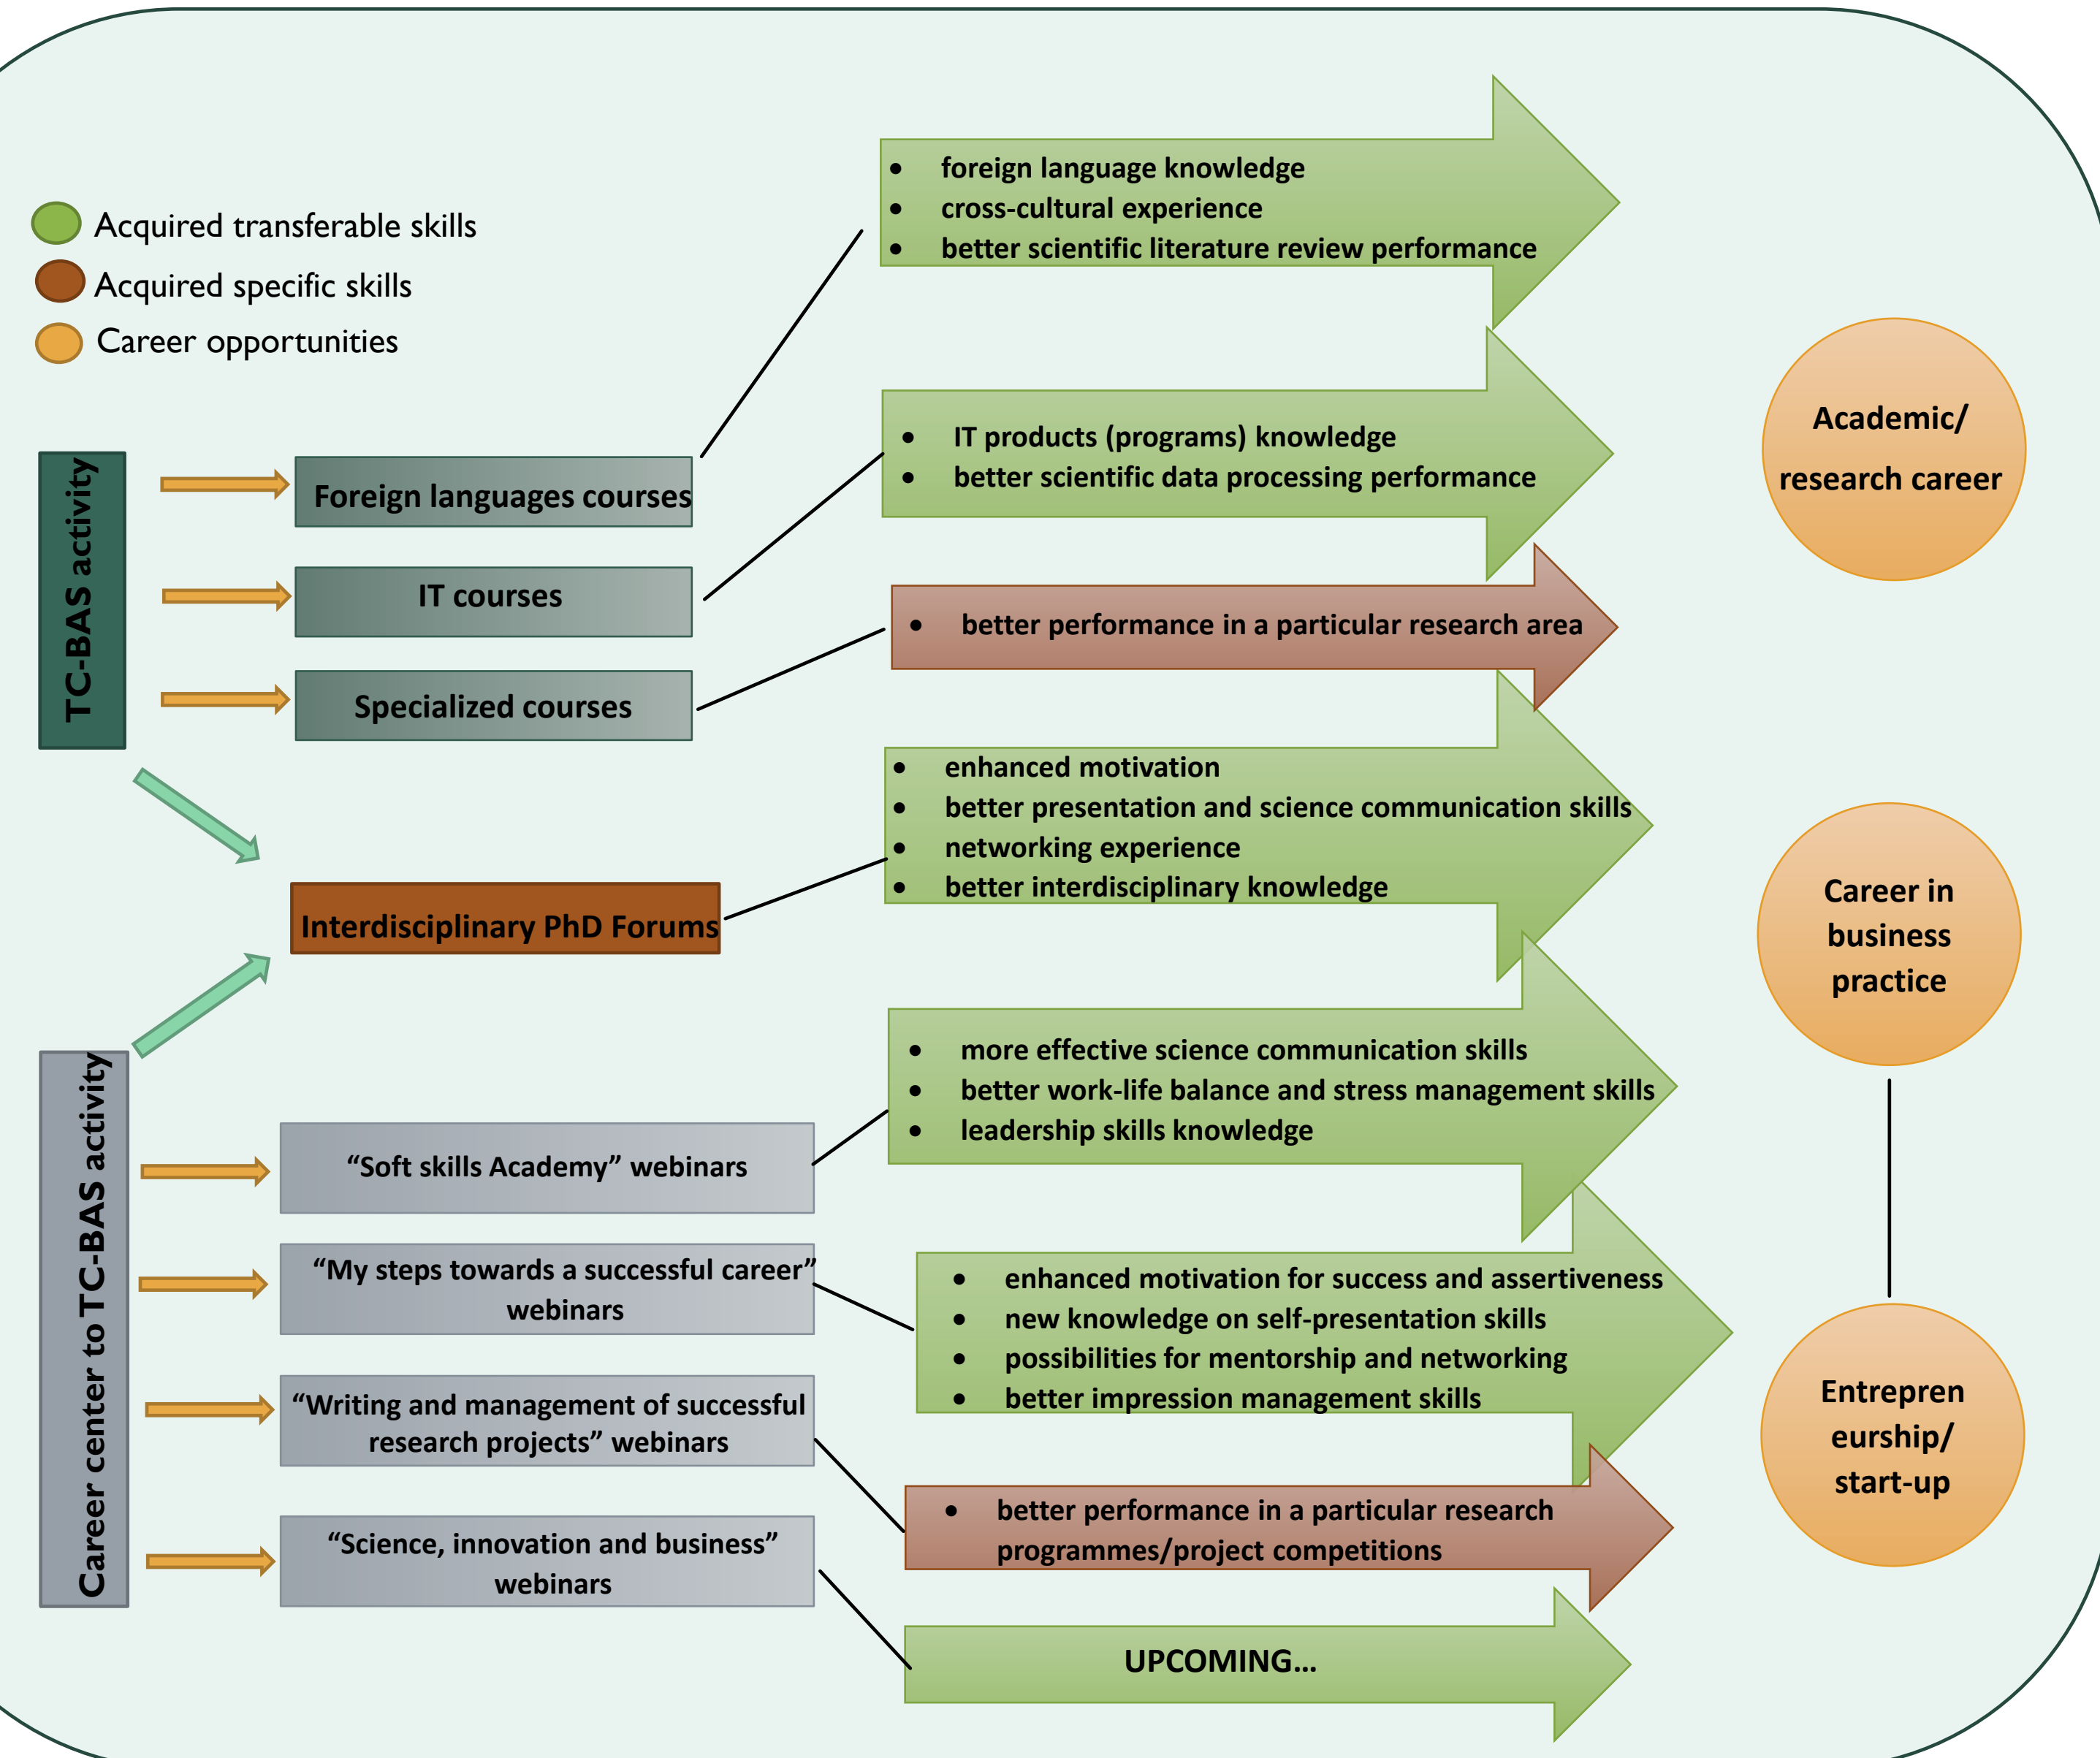 Acquired transferable skills
Acquired specific skills
Career opportunities
TC-BAS activity
Foreign languages courses
IT courses
Specialized courses
Interdisciplinary PhD Forums
Career center to TC-BAS activity
“Soft skills Academy” webinars
“My steps towards a successful career”
webinars
“Writing and management of successful
research projects” webinars
“Science, innovation and business”
webinars
• foreign language knowledge
• cross-cultural experience
• better scientific literature review performance
• IT products (programs) knowledge
• better scientific data processing performance
• better performance in a particular research area
• enhanced motivation
• better presentation and science communication skills
• networking experience
• better interdisciplinary knowledge
• more effective science communication skills
• better work-life balance and stress management skills
• leadership skills knowledge
• enhanced motivation for success and assertiveness
• new knowledge on self-presentation skills
• possibilities for mentorship and networking
• better impression management skills
• better performance in a particular research
programmes/project competitions
UPCOMING...
Academic/
research career
Career in
business
practice
Entrepren
eurship/
start-up